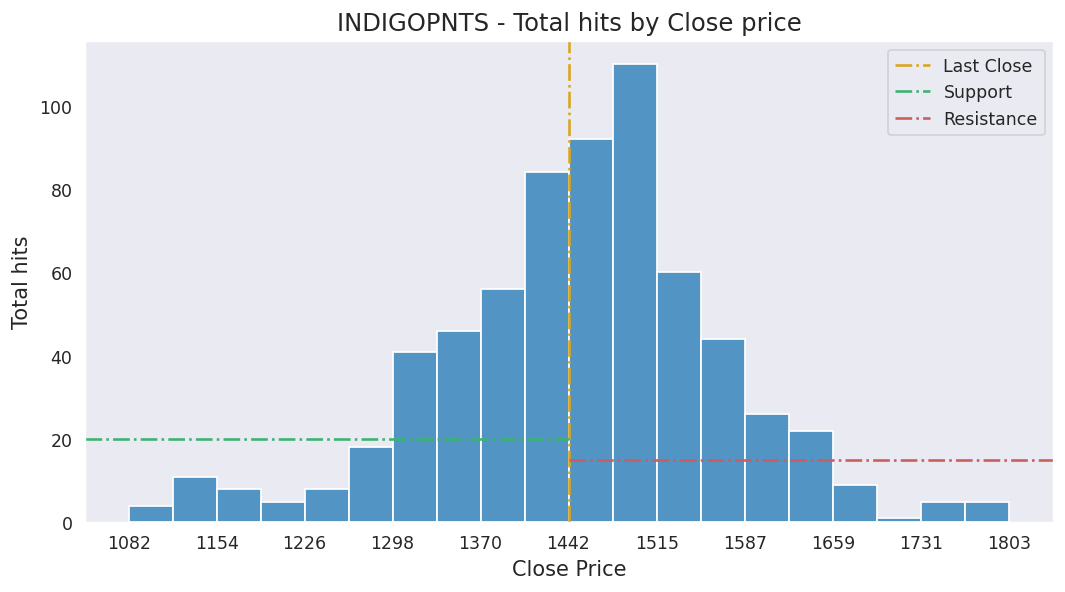 INDIGOPNTS - Total hits by Close price
Last Close
Support
Resistance
Total hits
100
80
60
40
20
0
1082 1154 1226 1298 1370 1442 1515 1587 1659 1731 1803
Close Price